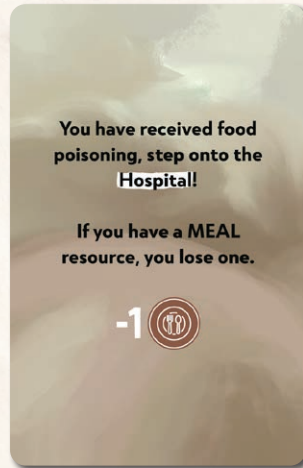 You have received food
poisoning, step onto the
Hospital!
If you have a MEAL
resource, you lose one.
-1